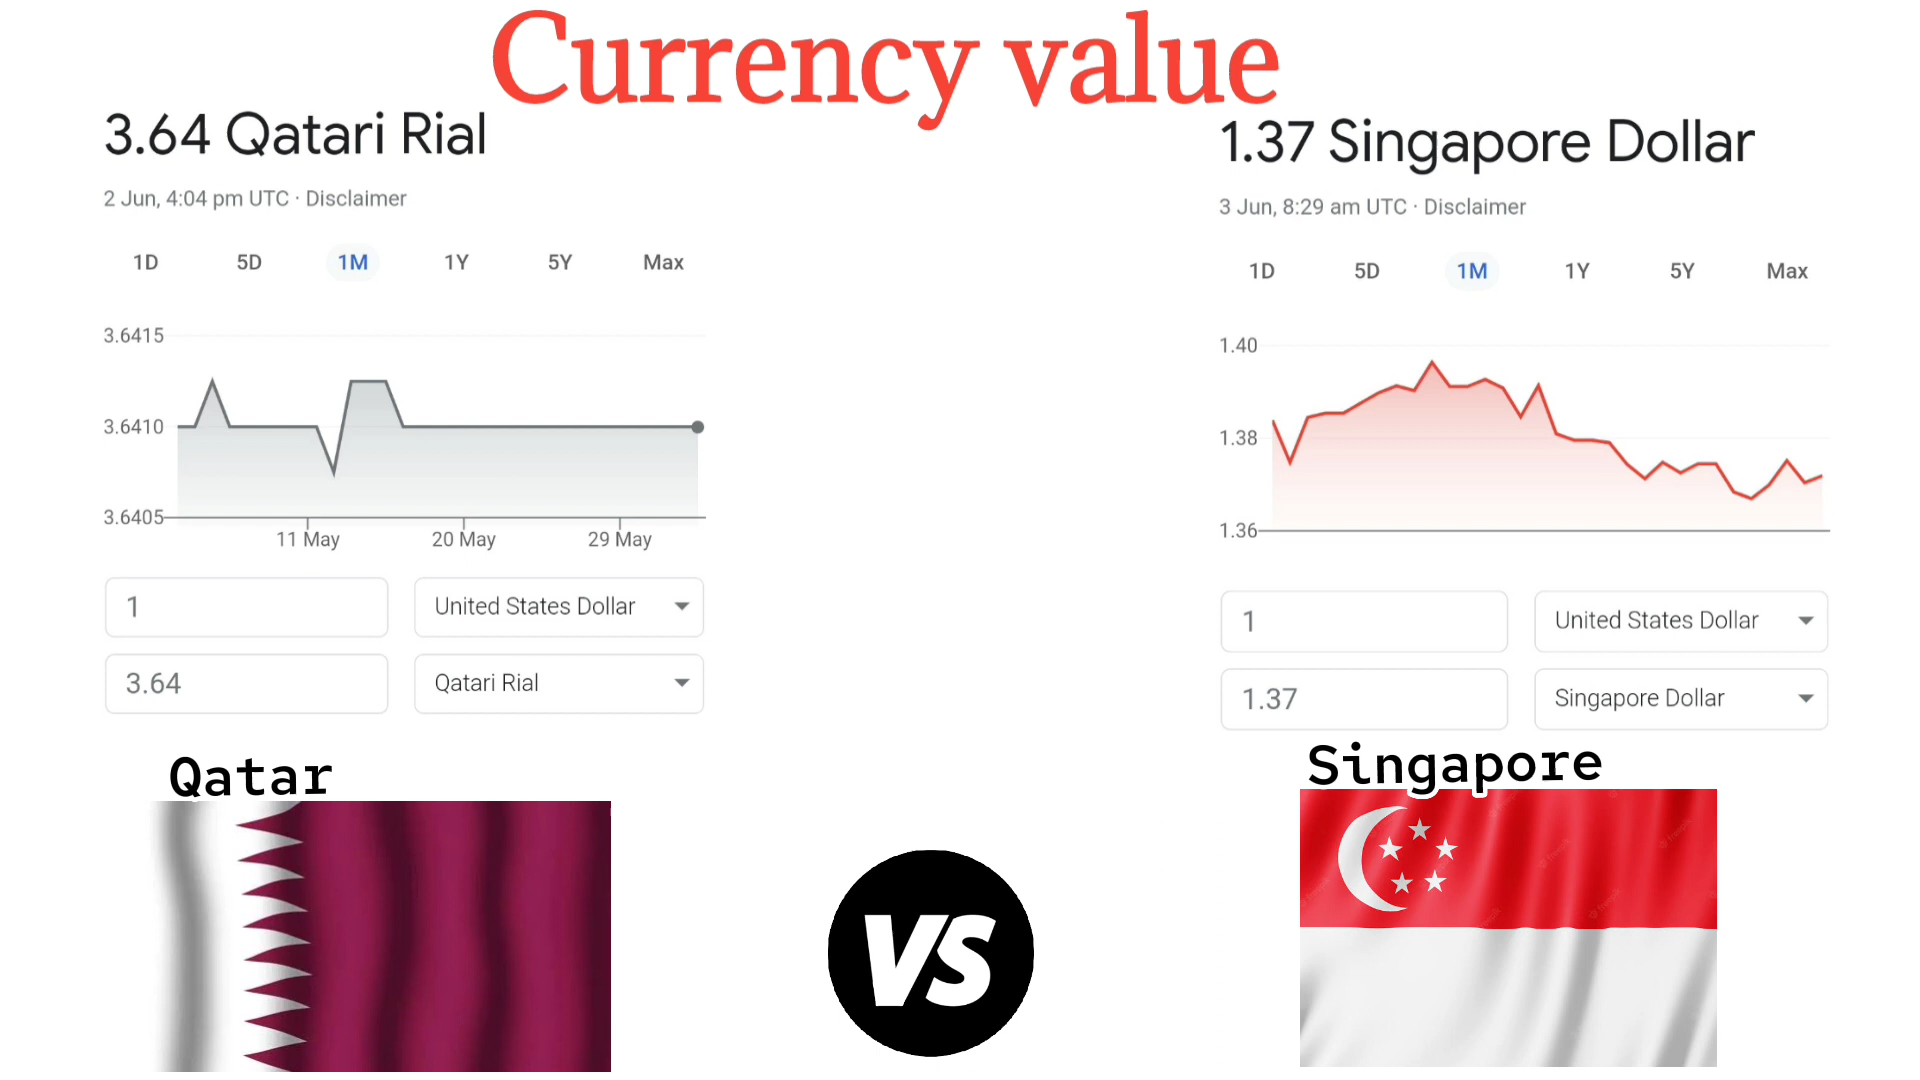 Currency value
3.64 Qatari Rial
2 Jun, 4:04 pm UTC · Disclaimer
1D 5D 1M 1Y 5Y Max
3.6415
3.6410
3.6405
11 May 20 May 29 May
1 United States Dollar
3.64 Qatari Rial
Qatar
1.37 Singapore Dollar
3 Jun, 8:29 am UTC · Disclaimer
1D 5D 1M 1Y 5Y Max
1.40
1.38
1.36
1 United States Dollar
1.37 Singapore Dollar
Singapore
VS